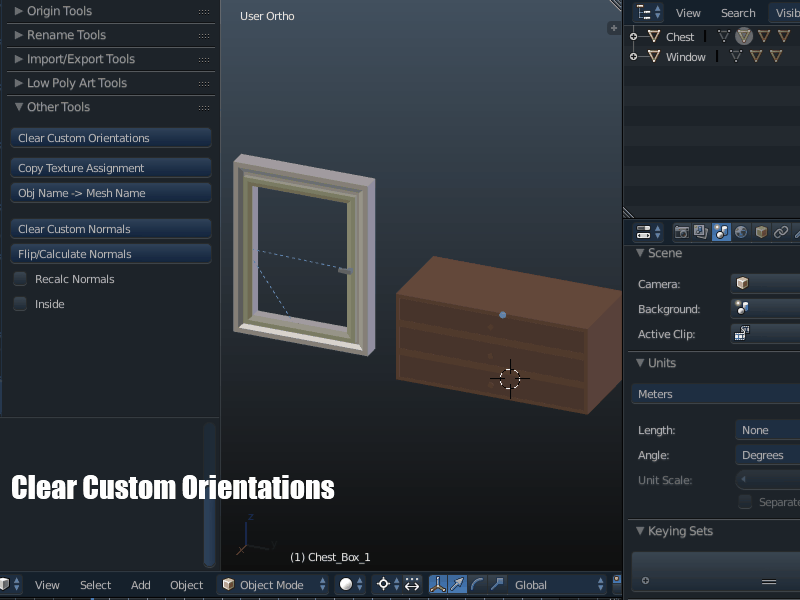 Origin Tools
Rename Tools
Import/Export Tools
Low Poly Art Tools
Other Tools
Clear Custom Orientations
Copy Texture Assignment
Obj Name -> Mesh Name
Clear Custom Normals
Flip/Calculate Normals
Recalc Normals
Inside
Clear Custom Orientations
User Ortho
(1) Chest_Box_1
View Select Add Object Object Mode Global
View Search Visib
Chest
Window
Scene
Camera:
Background:
Active Clip:
Units
Meters
Length: None
Angle: Degrees
Unit Scale:
Separate
Keying Sets